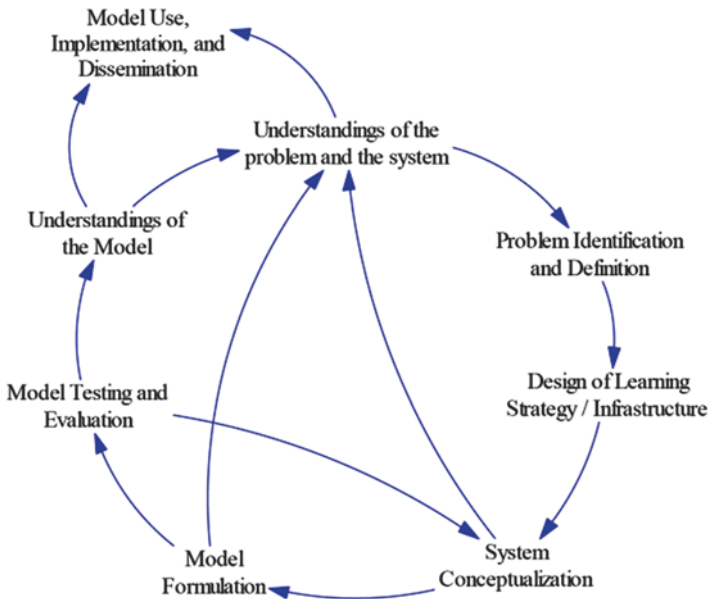 Model Use,
Implementation, and
Dissemination
Understandings of the
problem and the system
Understandings of
the Model
Problem Identification
and Definition
Model Testing and
Evaluation
Design of Learning
Strategy / Infrastructure
Model
Formulation
System
Conceptualization